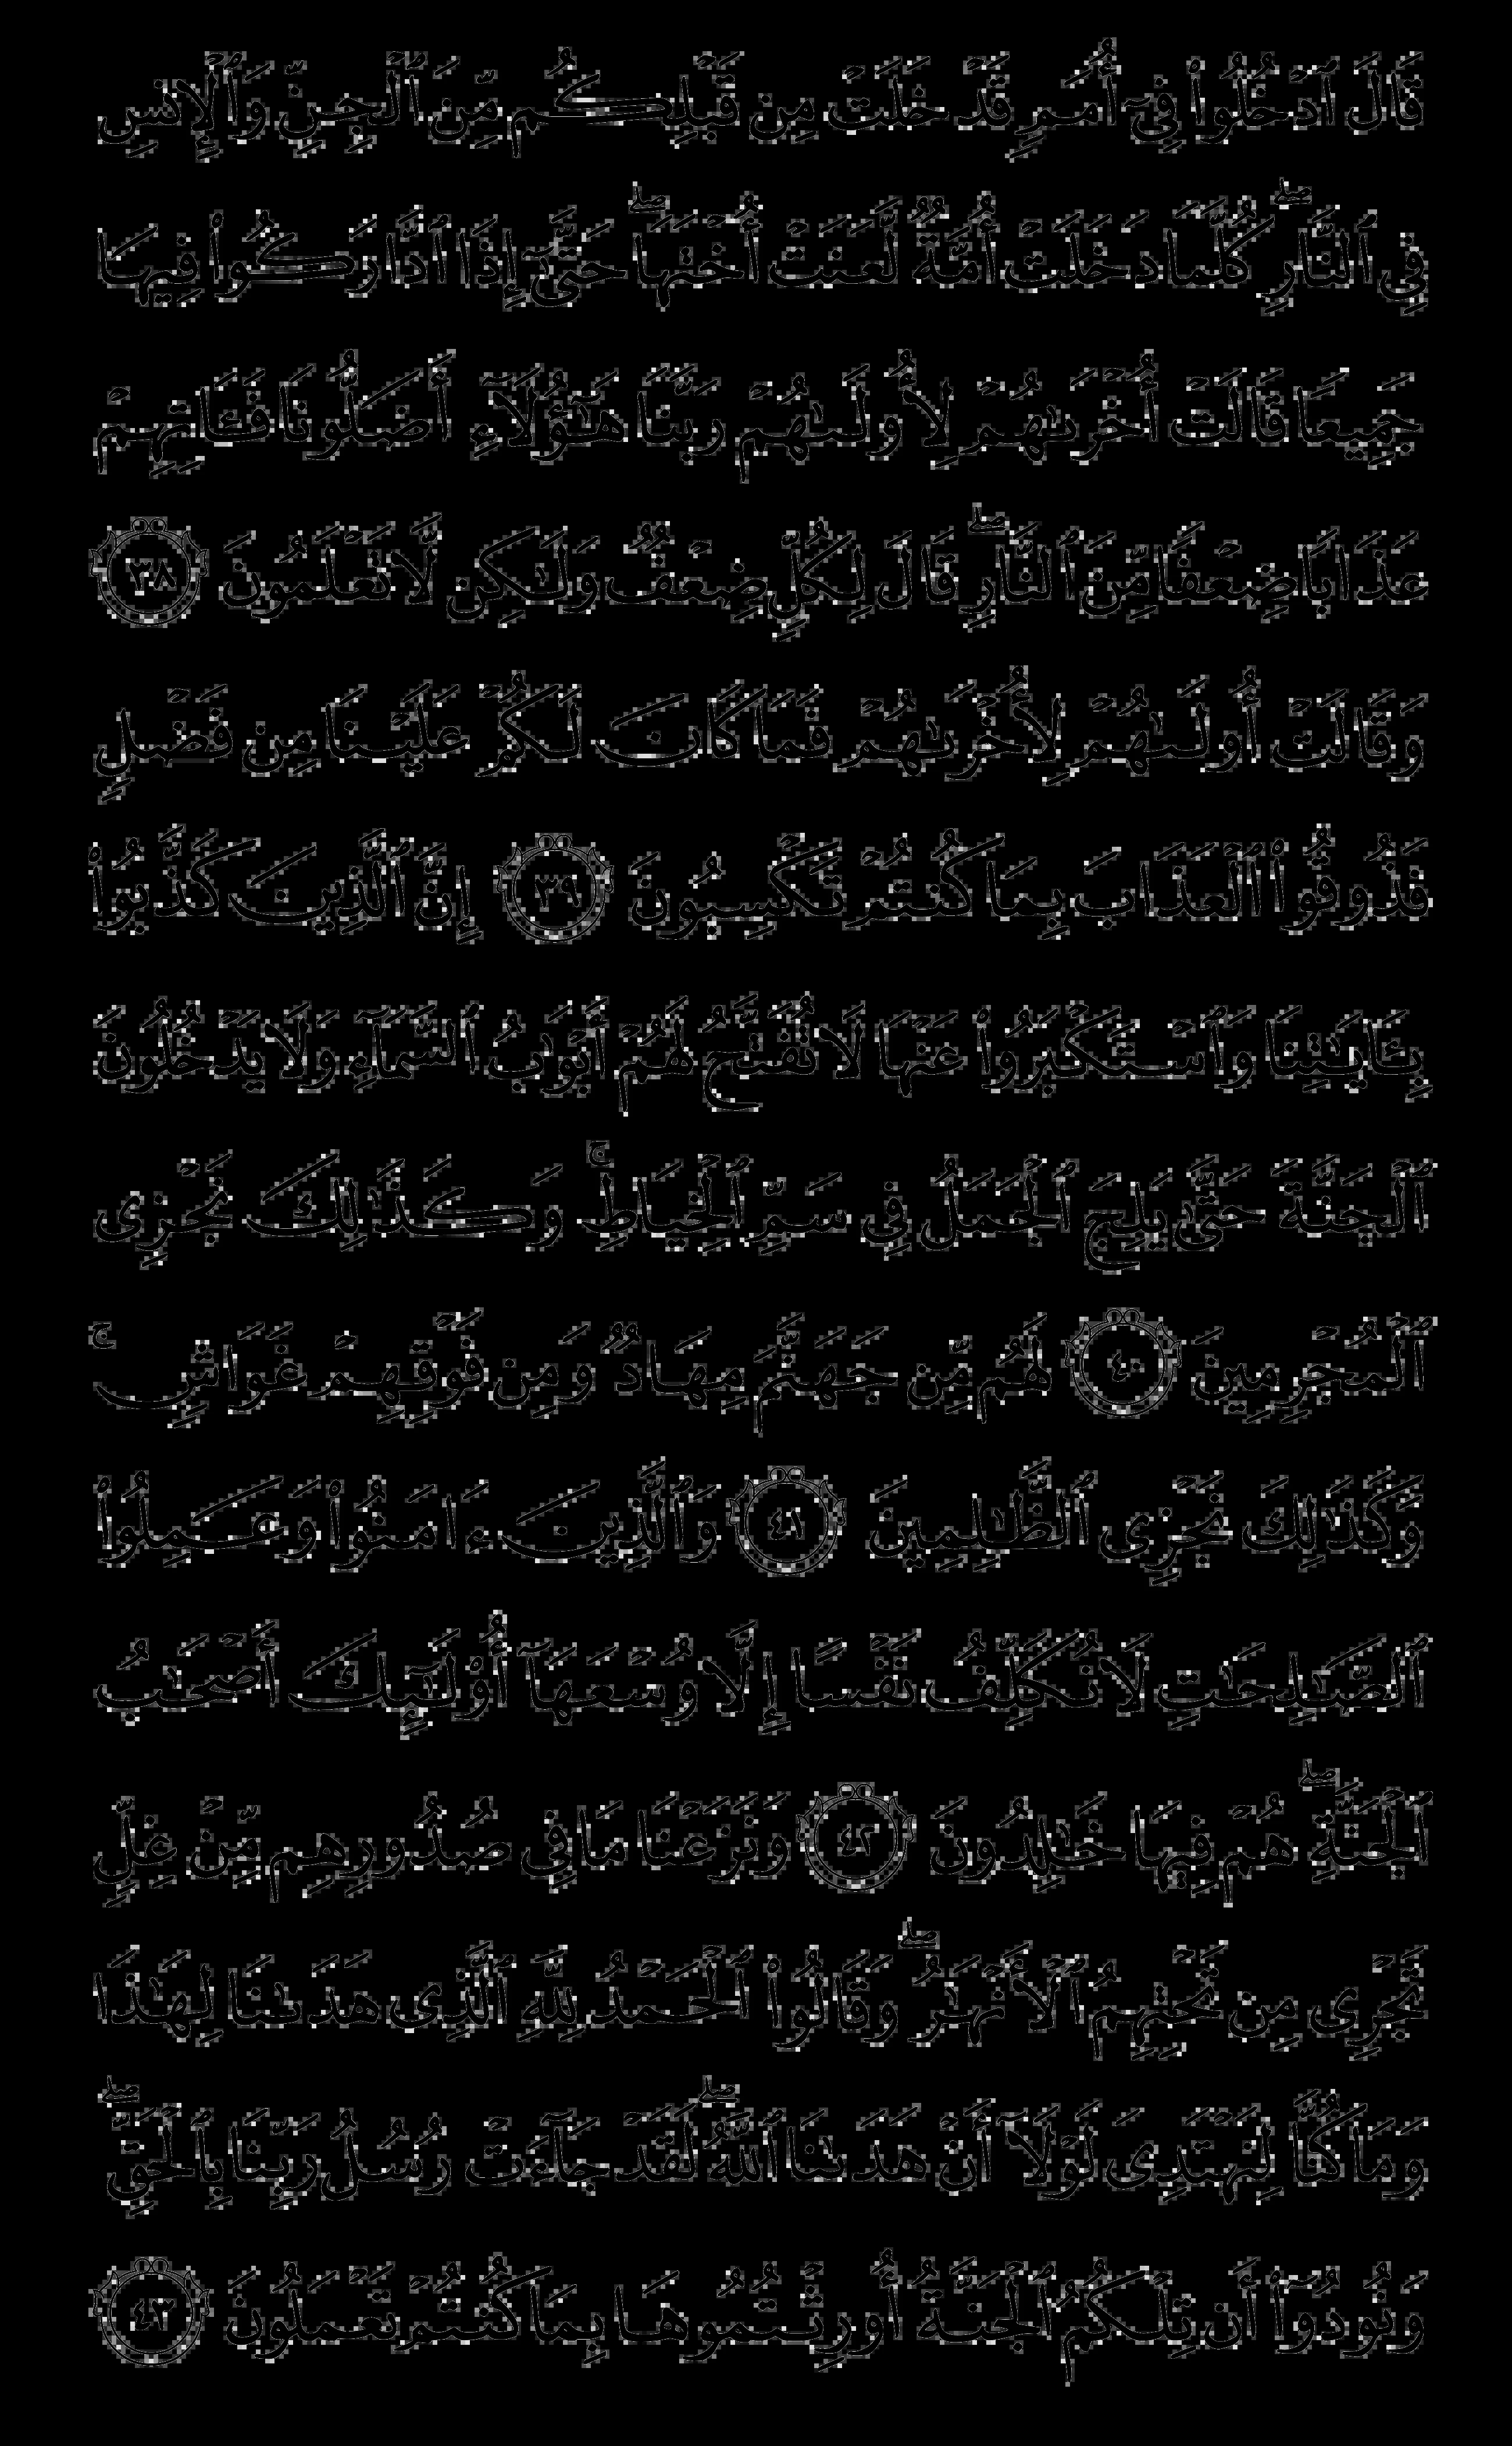 قَالَ ٱدۡخُلُواْ فِيٓ أُمَمٖ قَدۡ خَلَتۡ مِن قَبۡلِكُم مِّنَ ٱلۡجِنِّ وَٱلۡإِنسِ
فِي ٱلنَّارِۖ كُلَّمَا دَخَلَتۡ أُمَّةٞ لَّعَنَتۡ أُخۡتَهَاۖ حَتَّىٰٓ إِذَا ٱدَّارَكُواْ فِيهَا
جَمِيعٗا قَالَتۡ أُخۡرَىٰهُمۡ لِأُولَىٰهُمۡ رَبَّنَا هَٰٓؤُلَآءِ أَضَلُّونَا فَـَٔاتِهِمۡ
عَذَابٗا ضِعۡفٗا مِّنَ ٱلنَّارِۖ قَالَ لِكُلّٖ ضِعۡفٞ وَلَٰكِن لَّا تَعۡلَمُونَ ٣٨
وَقَالَتۡ أُولَىٰهُمۡ لِأُخۡرَىٰهُمۡ فَمَا كَانَ لَكُمۡ عَلَيۡنَا مِن فَضۡلٖ
فَذُوقُواْ ٱلۡعَذَابَ بِمَا كُنتُمۡ تَكۡسِبُونَ ٣٩ إِنَّ ٱلَّذِينَ كَذَّبُواْ
بِـَٔايَٰتِنَا وَٱسۡتَكۡبَرُواْ عَنۡهَا لَا تُفَتَّحُ لَهُمۡ أَبۡوَٰبُ ٱلسَّمَآءِ وَلَا يَدۡخُلُونَ
ٱلۡجَنَّةَ حَتَّىٰ يَلِجَ ٱلۡجَمَلُ فِي سَمِّ ٱلۡخِيَاطِۚ وَكَذَٰلِكَ نَجۡزِي
ٱلۡمُجۡرِمِينَ ٤٠ لَهُم مِّن جَهَنَّمَ مِهَادٞ وَمِن فَوۡقِهِمۡ غَوَاشٖۚ
وَكَذَٰلِكَ نَجۡزِي ٱلظَّٰلِمِينَ ٤١ وَٱلَّذِينَ ءَامَنُواْ وَعَمِلُواْ
ٱلصَّٰلِحَٰتِ لَا نُكَلِّفُ نَفۡسًا إِلَّا وُسۡعَهَآ أُوْلَٰٓئِكَ أَصۡحَٰبُ
ٱلۡجَنَّةِۖ هُمۡ فِيهَا خَٰلِدُونَ ٤٢ وَنَزَعۡنَا مَا فِي صُدُورِهِم مِّنۡ غِلّٖ
تَجۡرِي مِن تَحۡتِهِمُ ٱلۡأَنۡهَٰرُۖ وَقَالُواْ ٱلۡحَمۡدُ لِلَّهِ ٱلَّذِي هَدَىٰنَا لِهَٰذَا
وَمَا كُنَّا لِنَهۡتَدِيَ لَوۡلَآ أَنۡ هَدَىٰنَا ٱللَّهُۖ لَقَدۡ جَآءَتۡ رُسُلُ رَبِّنَا بِٱلۡحَقِّۖ
وَنُودُوٓاْ أَن تِلۡكُمُ ٱلۡجَنَّةُ أُورِثۡتُمُوهَا بِمَا كُنتُمۡ تَعۡمَلُونَ ٤٣